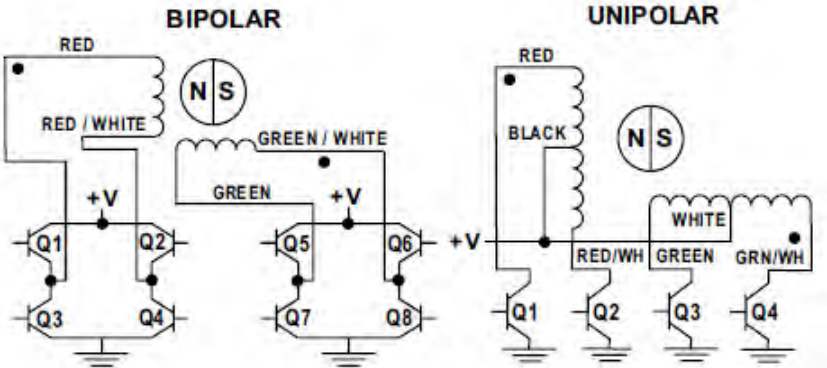 BIPOLAR
RED
N S
RED / WHITE
GREEN / WHITE
GREEN
+V
+V
Q1
Q2
Q5
Q6
Q3
Q4
Q7
Q8
UNIPOLAR
RED
BLACK
N S
WHITE
+V
RED/WH
GREEN
GRN/WH
Q1
Q2
Q3
Q4